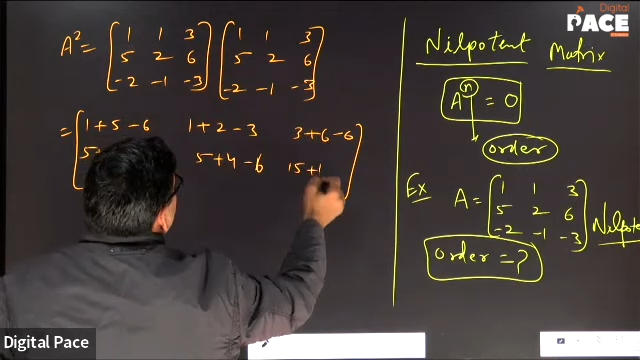 Digital
PACE
A² = [1 1 3 [1 1 3
5 2 6 5 2 6
-2 -1 -3] -2 -1 -3]
= [1+5-6 1+2-3 3+6-6
5+4-6 15+1
Nilpotent Matrix
Aⁿ = 0
order
Ex A = [1 1 3
5 2 6
-2 -1 -3]
order = ?
Digital Pace